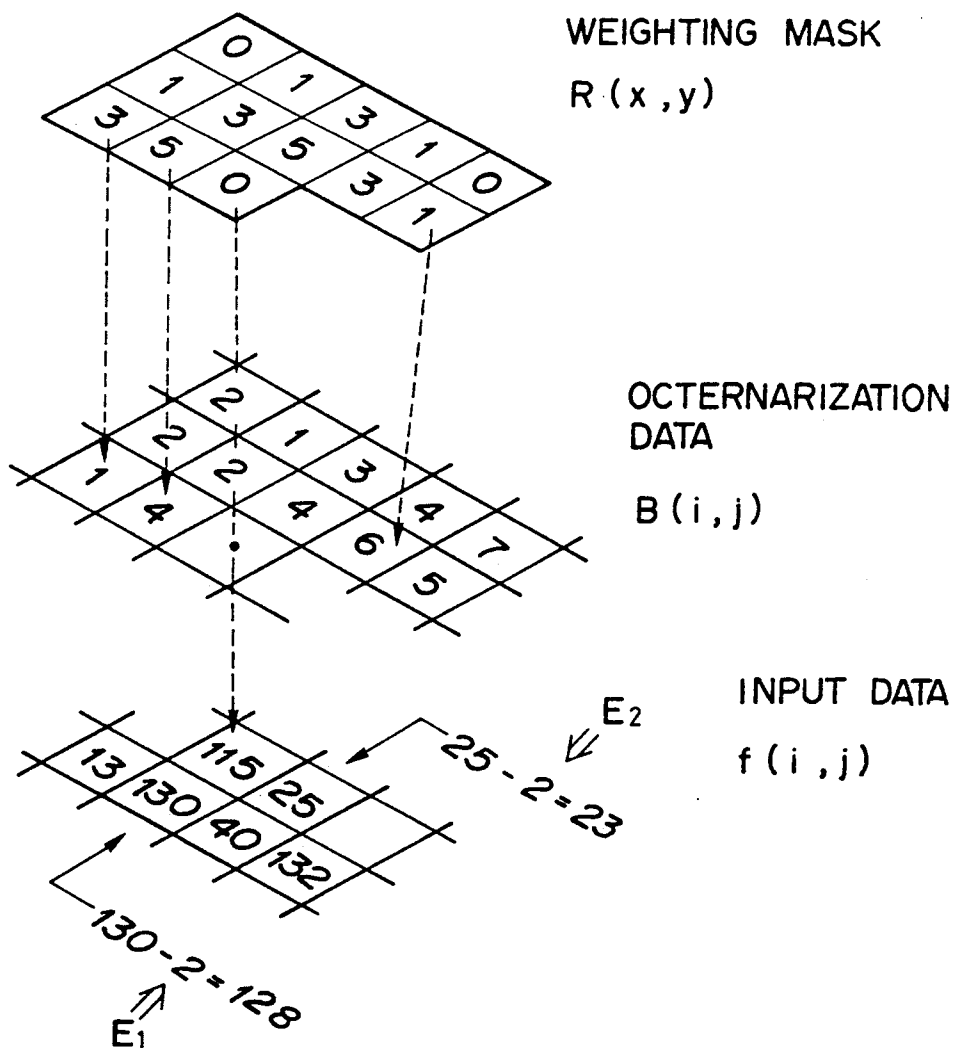 WEIGHTING MASK
R (x , y)
0 1 3 1 0
1 3 5 3 1
3 5 0
OCTERNARIZATION
DATA
B (i , j)
2 1 3 4 7
2 2 4 6 5
1 4 •
INPUT DATA
f (i , j)
115 25
13 130 40 132
E2
25 - 2 = 23
130 - 2 = 128
E1